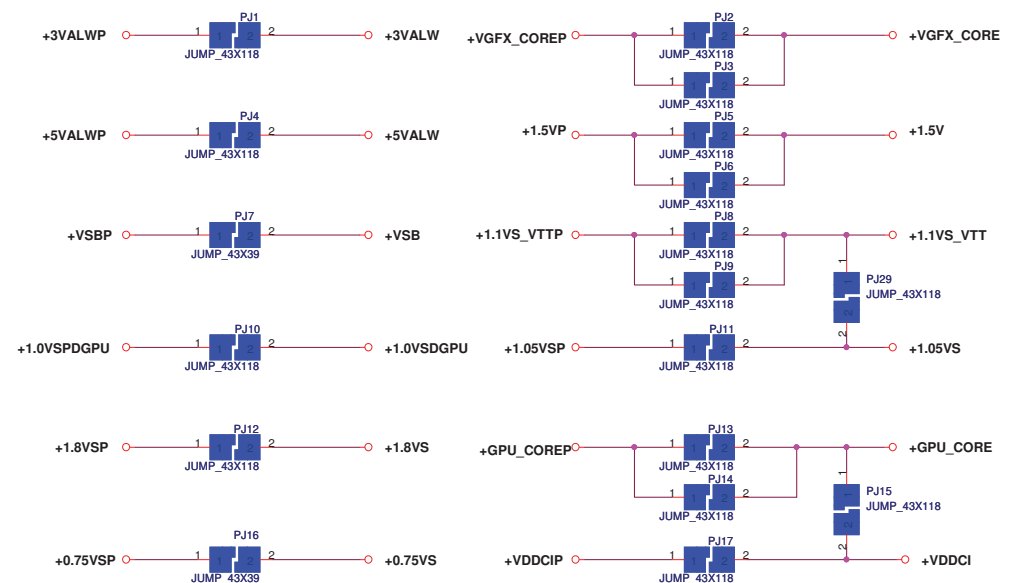 PJ1
+3VALWP 1 1 2 2 +3VALW
JUMP_43X118
PJ4
+5VALWP 1 1 2 2 +5VALW
JUMP_43X118
PJ7
+VSBP 1 1 2 2 +VSB
JUMP_43X39
PJ10
+1.0VSPDGPU 1 1 2 2 +1.0VSDGPU
JUMP_43X118
PJ12
+1.8VSP 1 1 2 2 +1.8VS
JUMP_43X118
PJ16
+0.75VSP 1 1 2 2 +0.75VS
JUMP_43X39
PJ2
+VGFX_COREP 1 1 2 2 +VGFX_CORE
JUMP_43X118
PJ3
1 1 2 2
JUMP_43X118
PJ5
+1.5VP 1 1 2 2 +1.5V
JUMP_43X118
PJ6
1 1 2 2
JUMP_43X118
PJ8
+1.1VS_VTTP 1 1 2 2 +1.1VS_VTT
JUMP_43X118
PJ9
1 1 2 2
JUMP_43X118
PJ29
JUMP_43X118
1 1 2 2
PJ11
+1.05VSP 1 1 2 2 +1.05VS
JUMP_43X118
PJ13
+GPU_COREP 1 1 2 2 +GPU_CORE
JUMP_43X118
PJ14
1 1 2 2
JUMP_43X118
PJ15
JUMP_43X118
1 1 2 2
PJ17
+VDDCIP 1 1 2 2 +VDDCI
JUMP_43X118